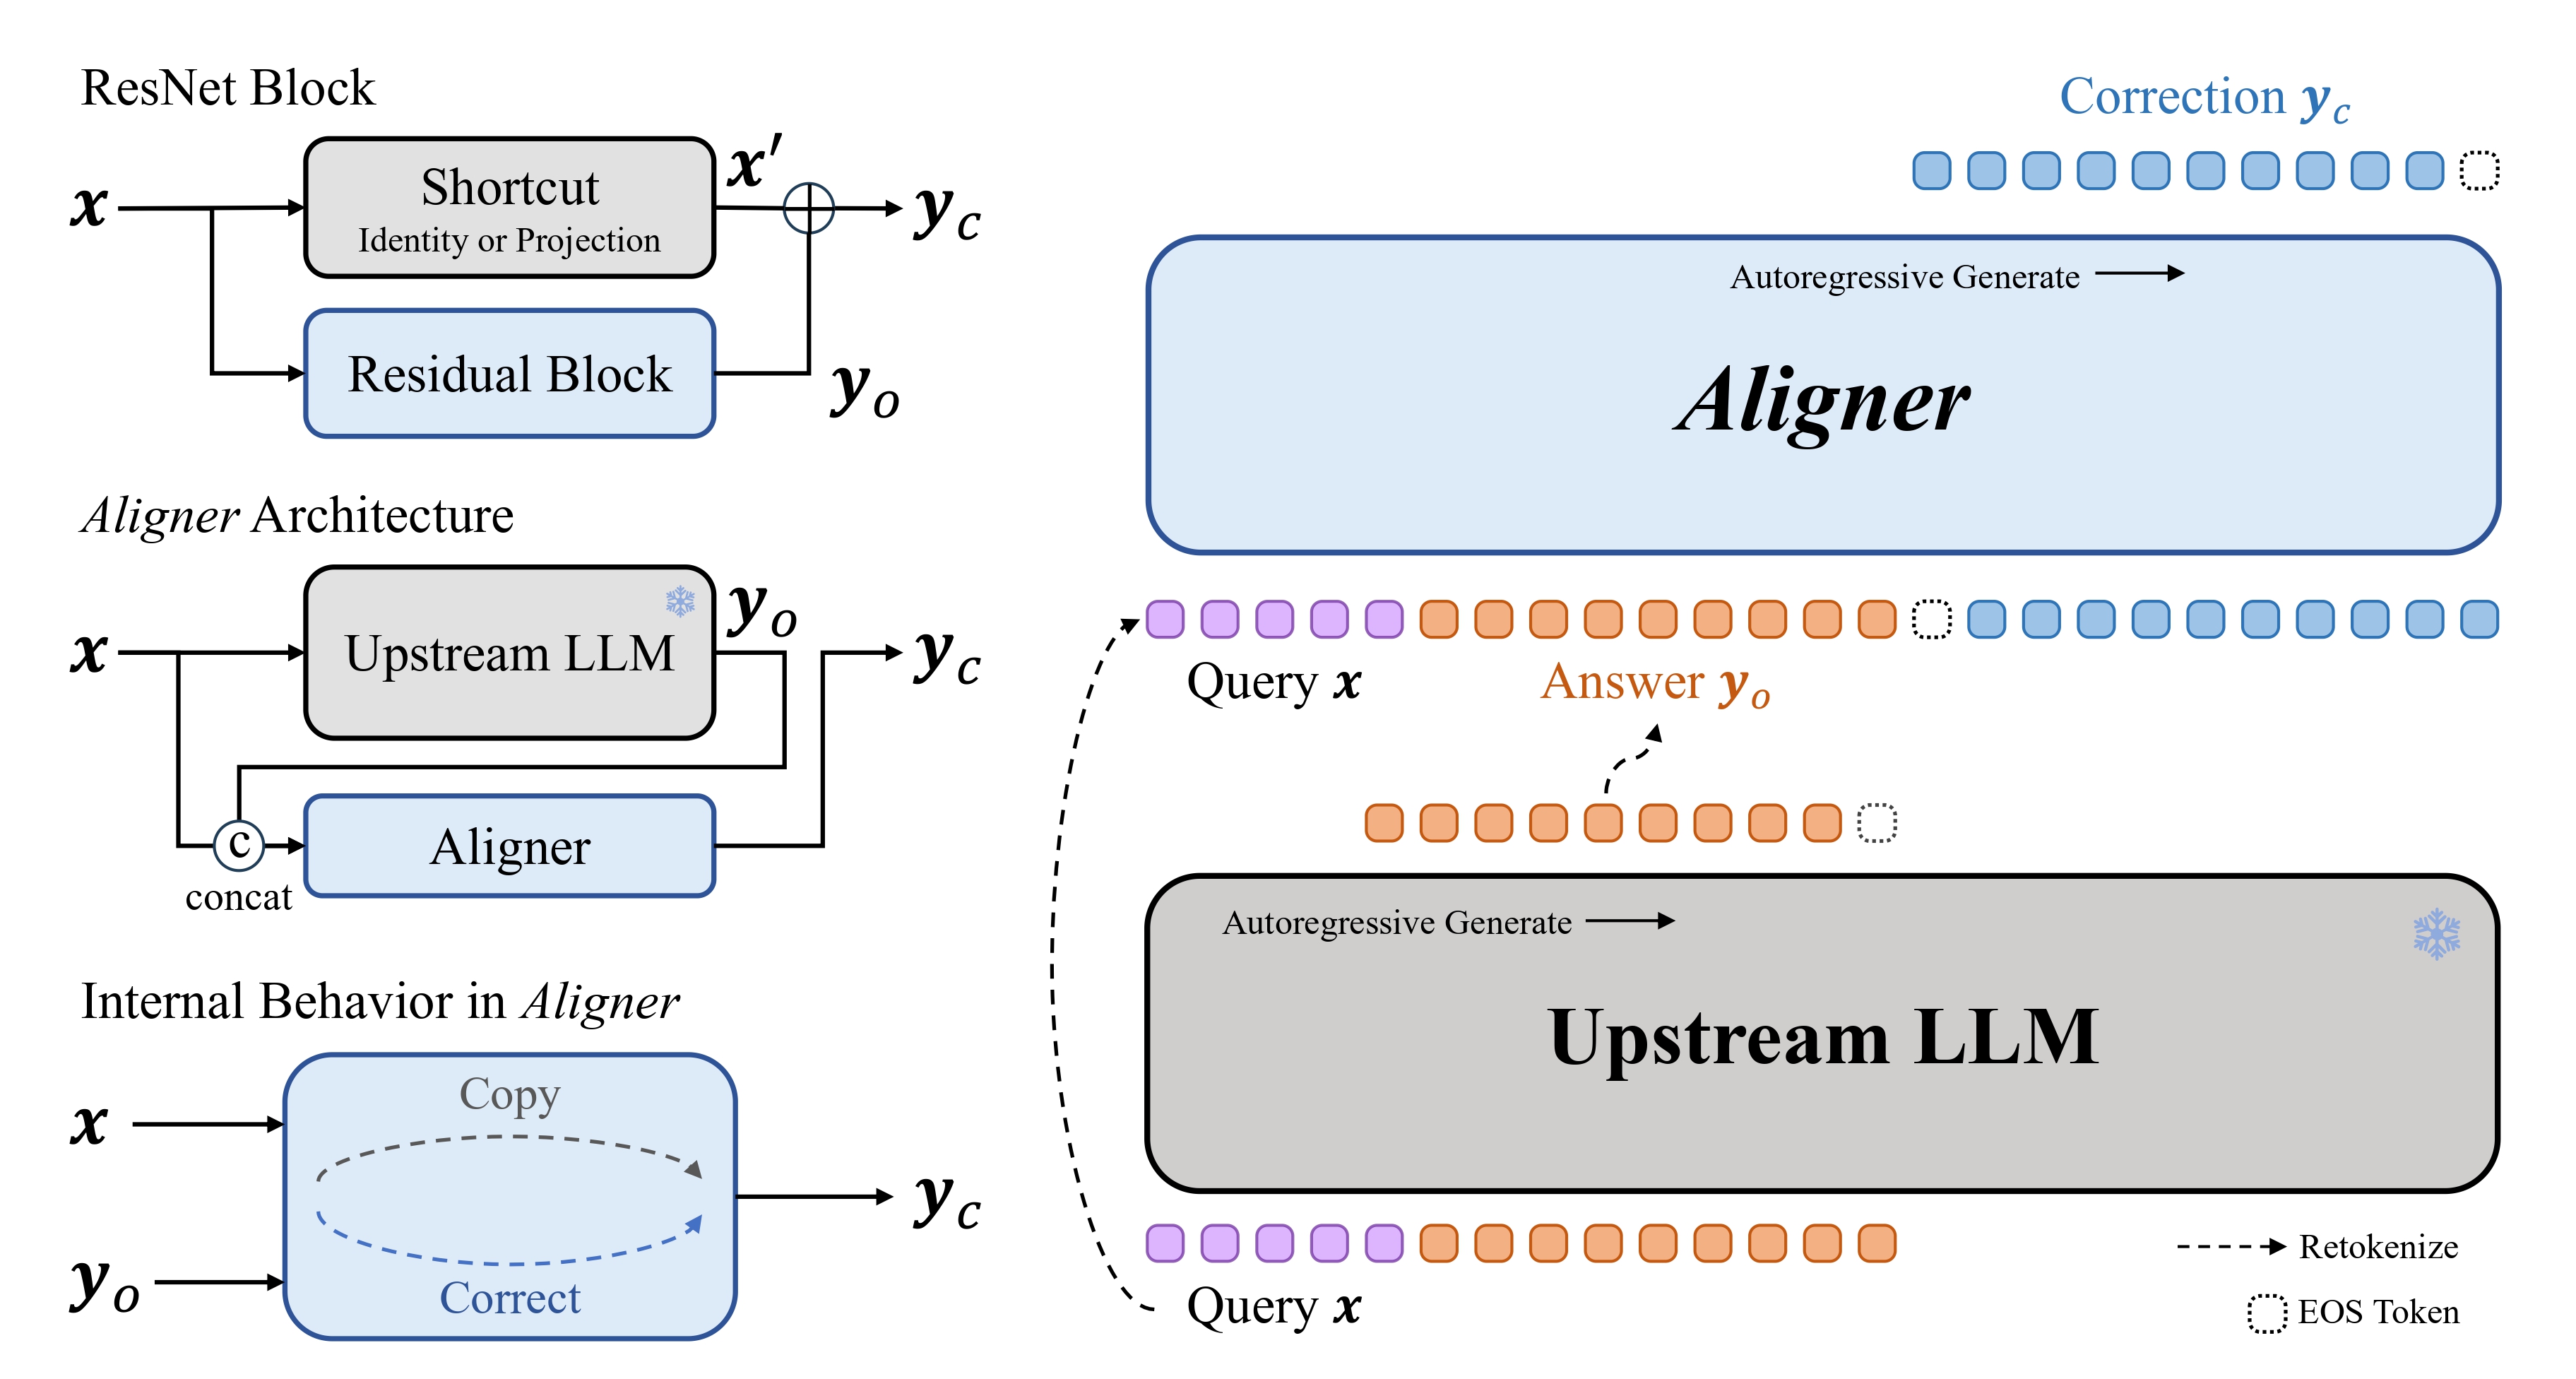 ResNet Block
x
Shortcut
Identity or Projection
x′
y_c
Residual Block
y_o
Aligner Architecture
x
Upstream LLM
y_o
y_c
c
concat
Aligner
Internal Behavior in Aligner
x
y_o
Copy
Correct
y_c
Correction y_c
Autoregressive Generate
Aligner
Query x
Answer y_o
Autoregressive Generate
Upstream LLM
Query x
Retokenize
EOS Token